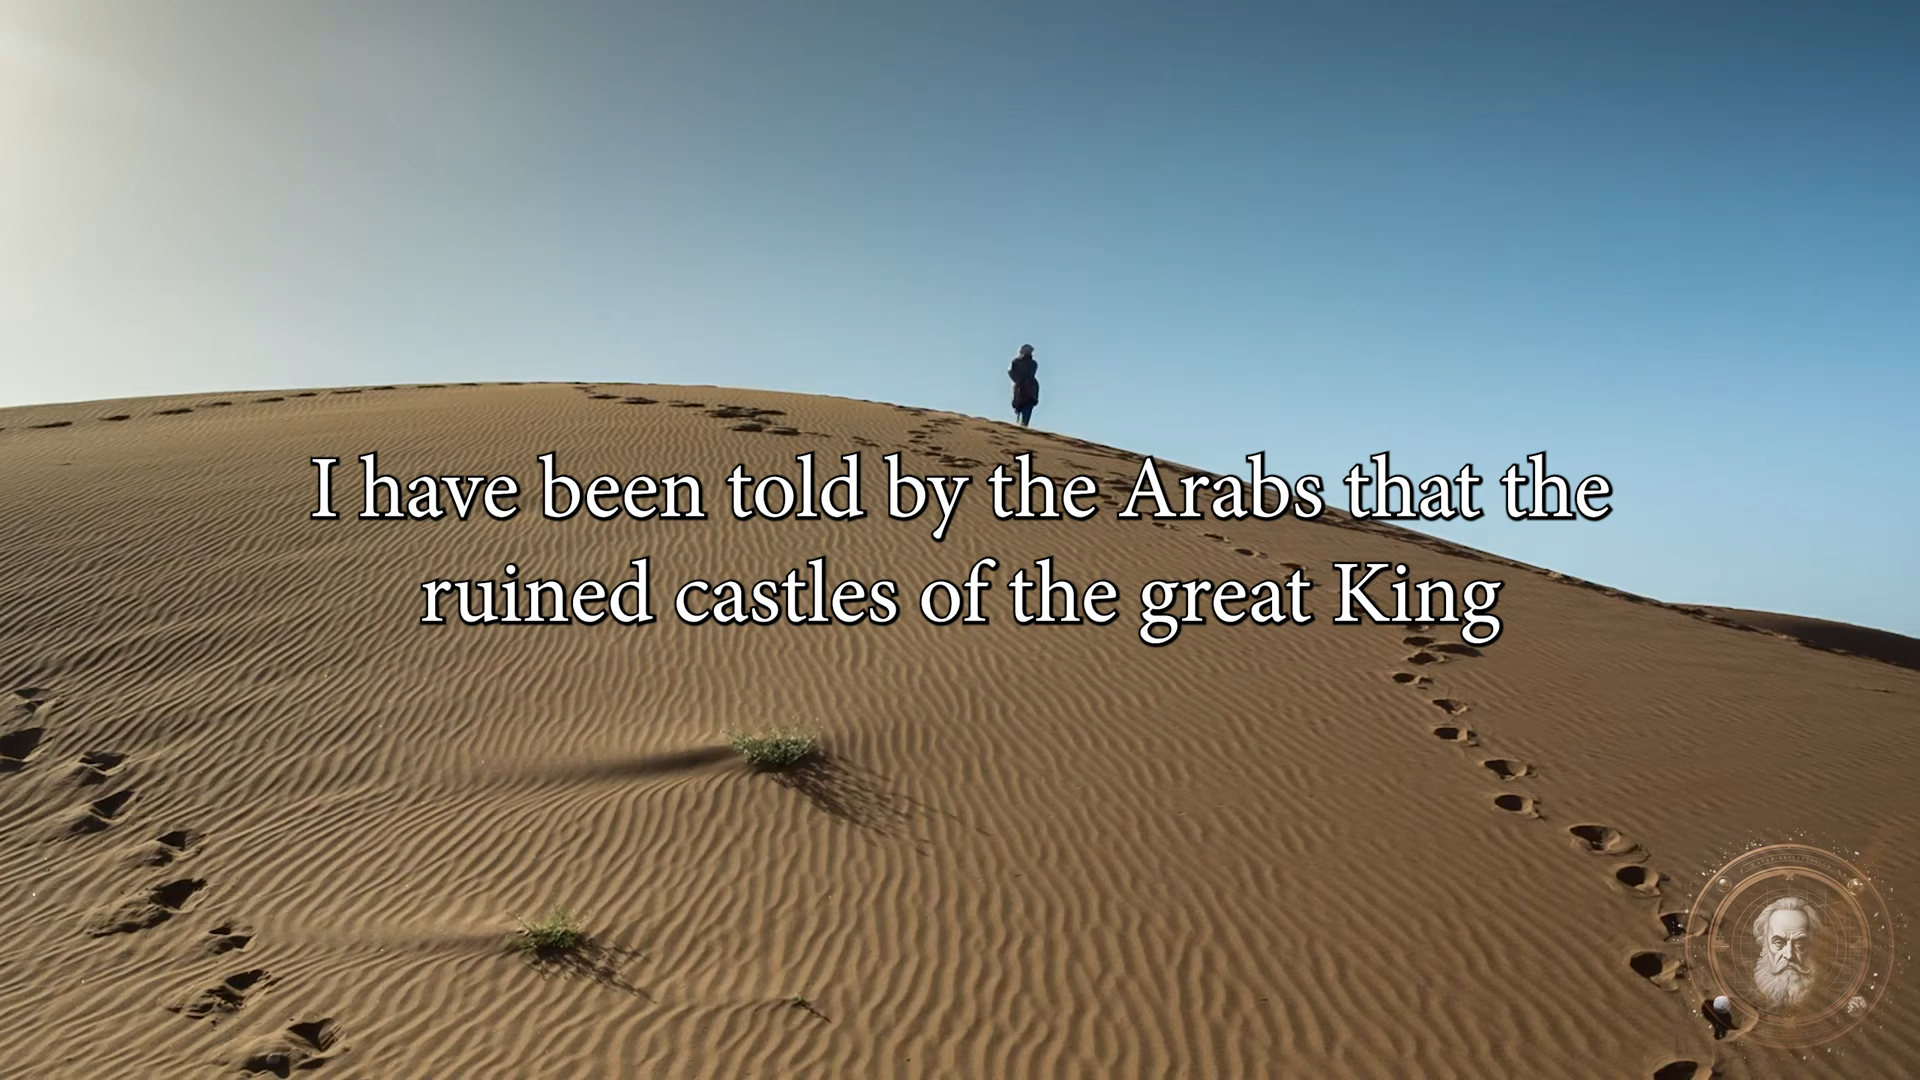 I have been told by the Arabs that the
ruined castles of the great King